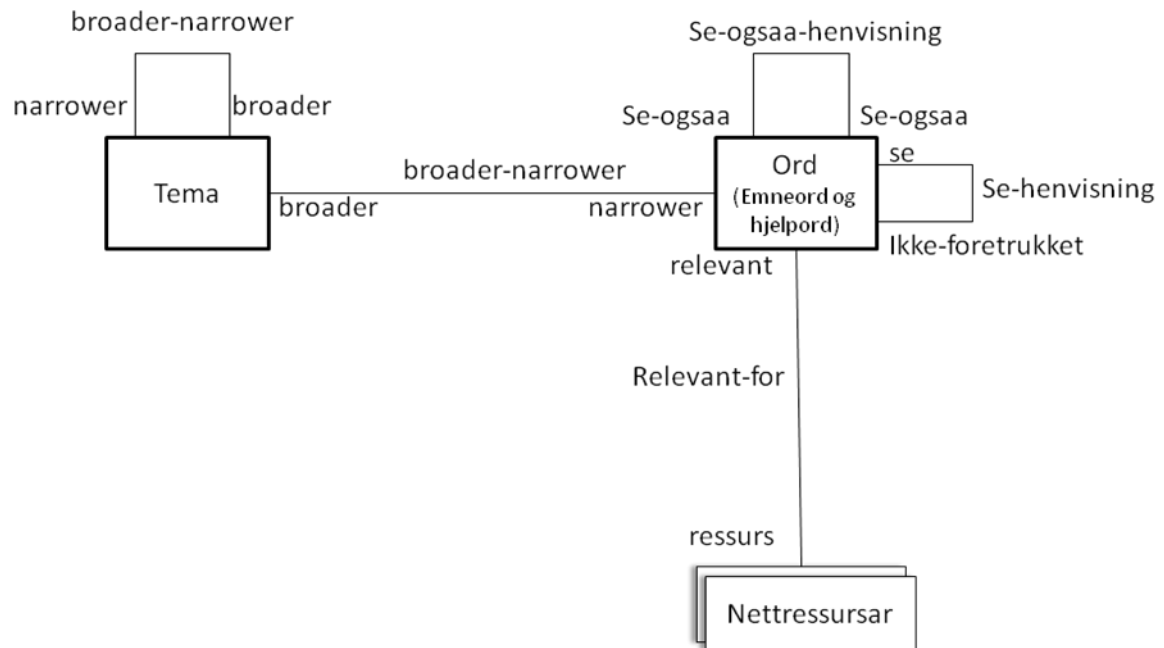 broader-narrower
Se-ogsaa-henvisning
narrower
broader
Se-ogsaa
Se-ogsaa
se
Tema
broader-narrower
Ord
(Emneord og
hjelpord)
Se-henvisning
broader
narrower
Ikke-foretrukket
relevant
Relevant-for
ressurs
Nettressursar